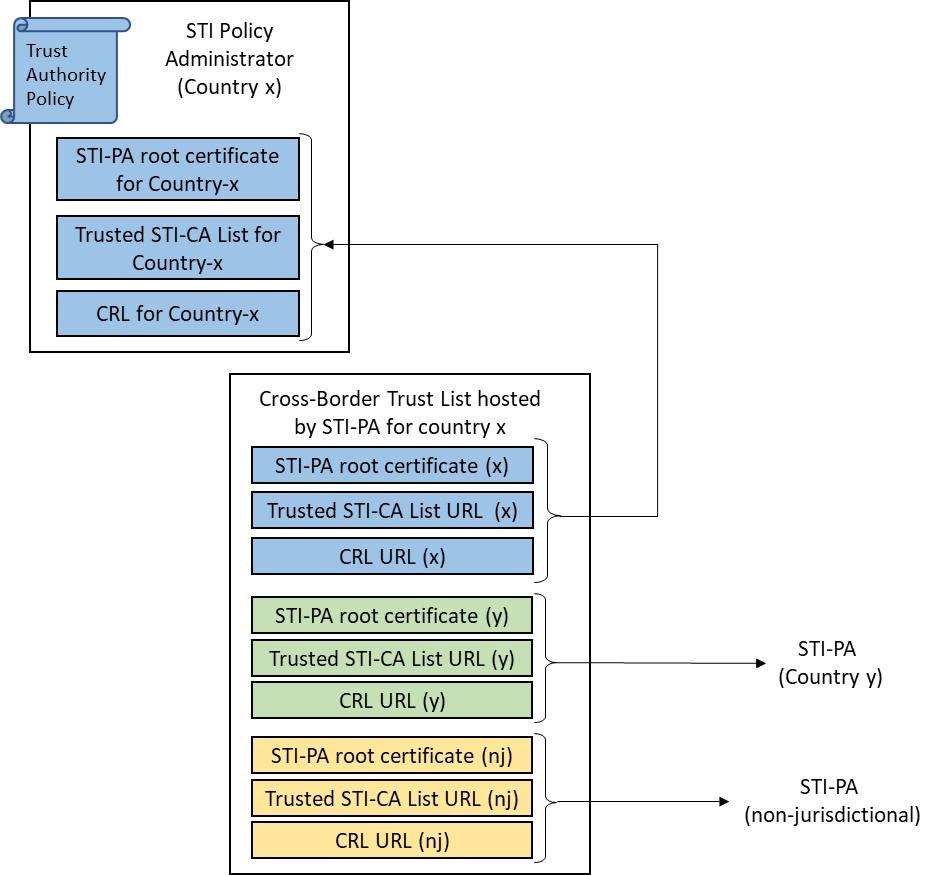 Trust
Authority
Policy
STI Policy
Administrator
(Country x)
STI-PA root certificate
for Country-x
Trusted STI-CA List for
Country-x
CRL for Country-x
Cross-Border Trust List hosted
by STI-PA for country x
STI-PA root certificate (x)
Trusted STI-CA List URL (x)
CRL URL (x)
STI-PA root certificate (y)
Trusted STI-CA List URL (y)
CRL URL (y)
STI-PA
(Country y)
STI-PA root certificate (nj)
Trusted STI-CA List URL (nj)
CRL URL (nj)
STI-PA
(non-jurisdictional)